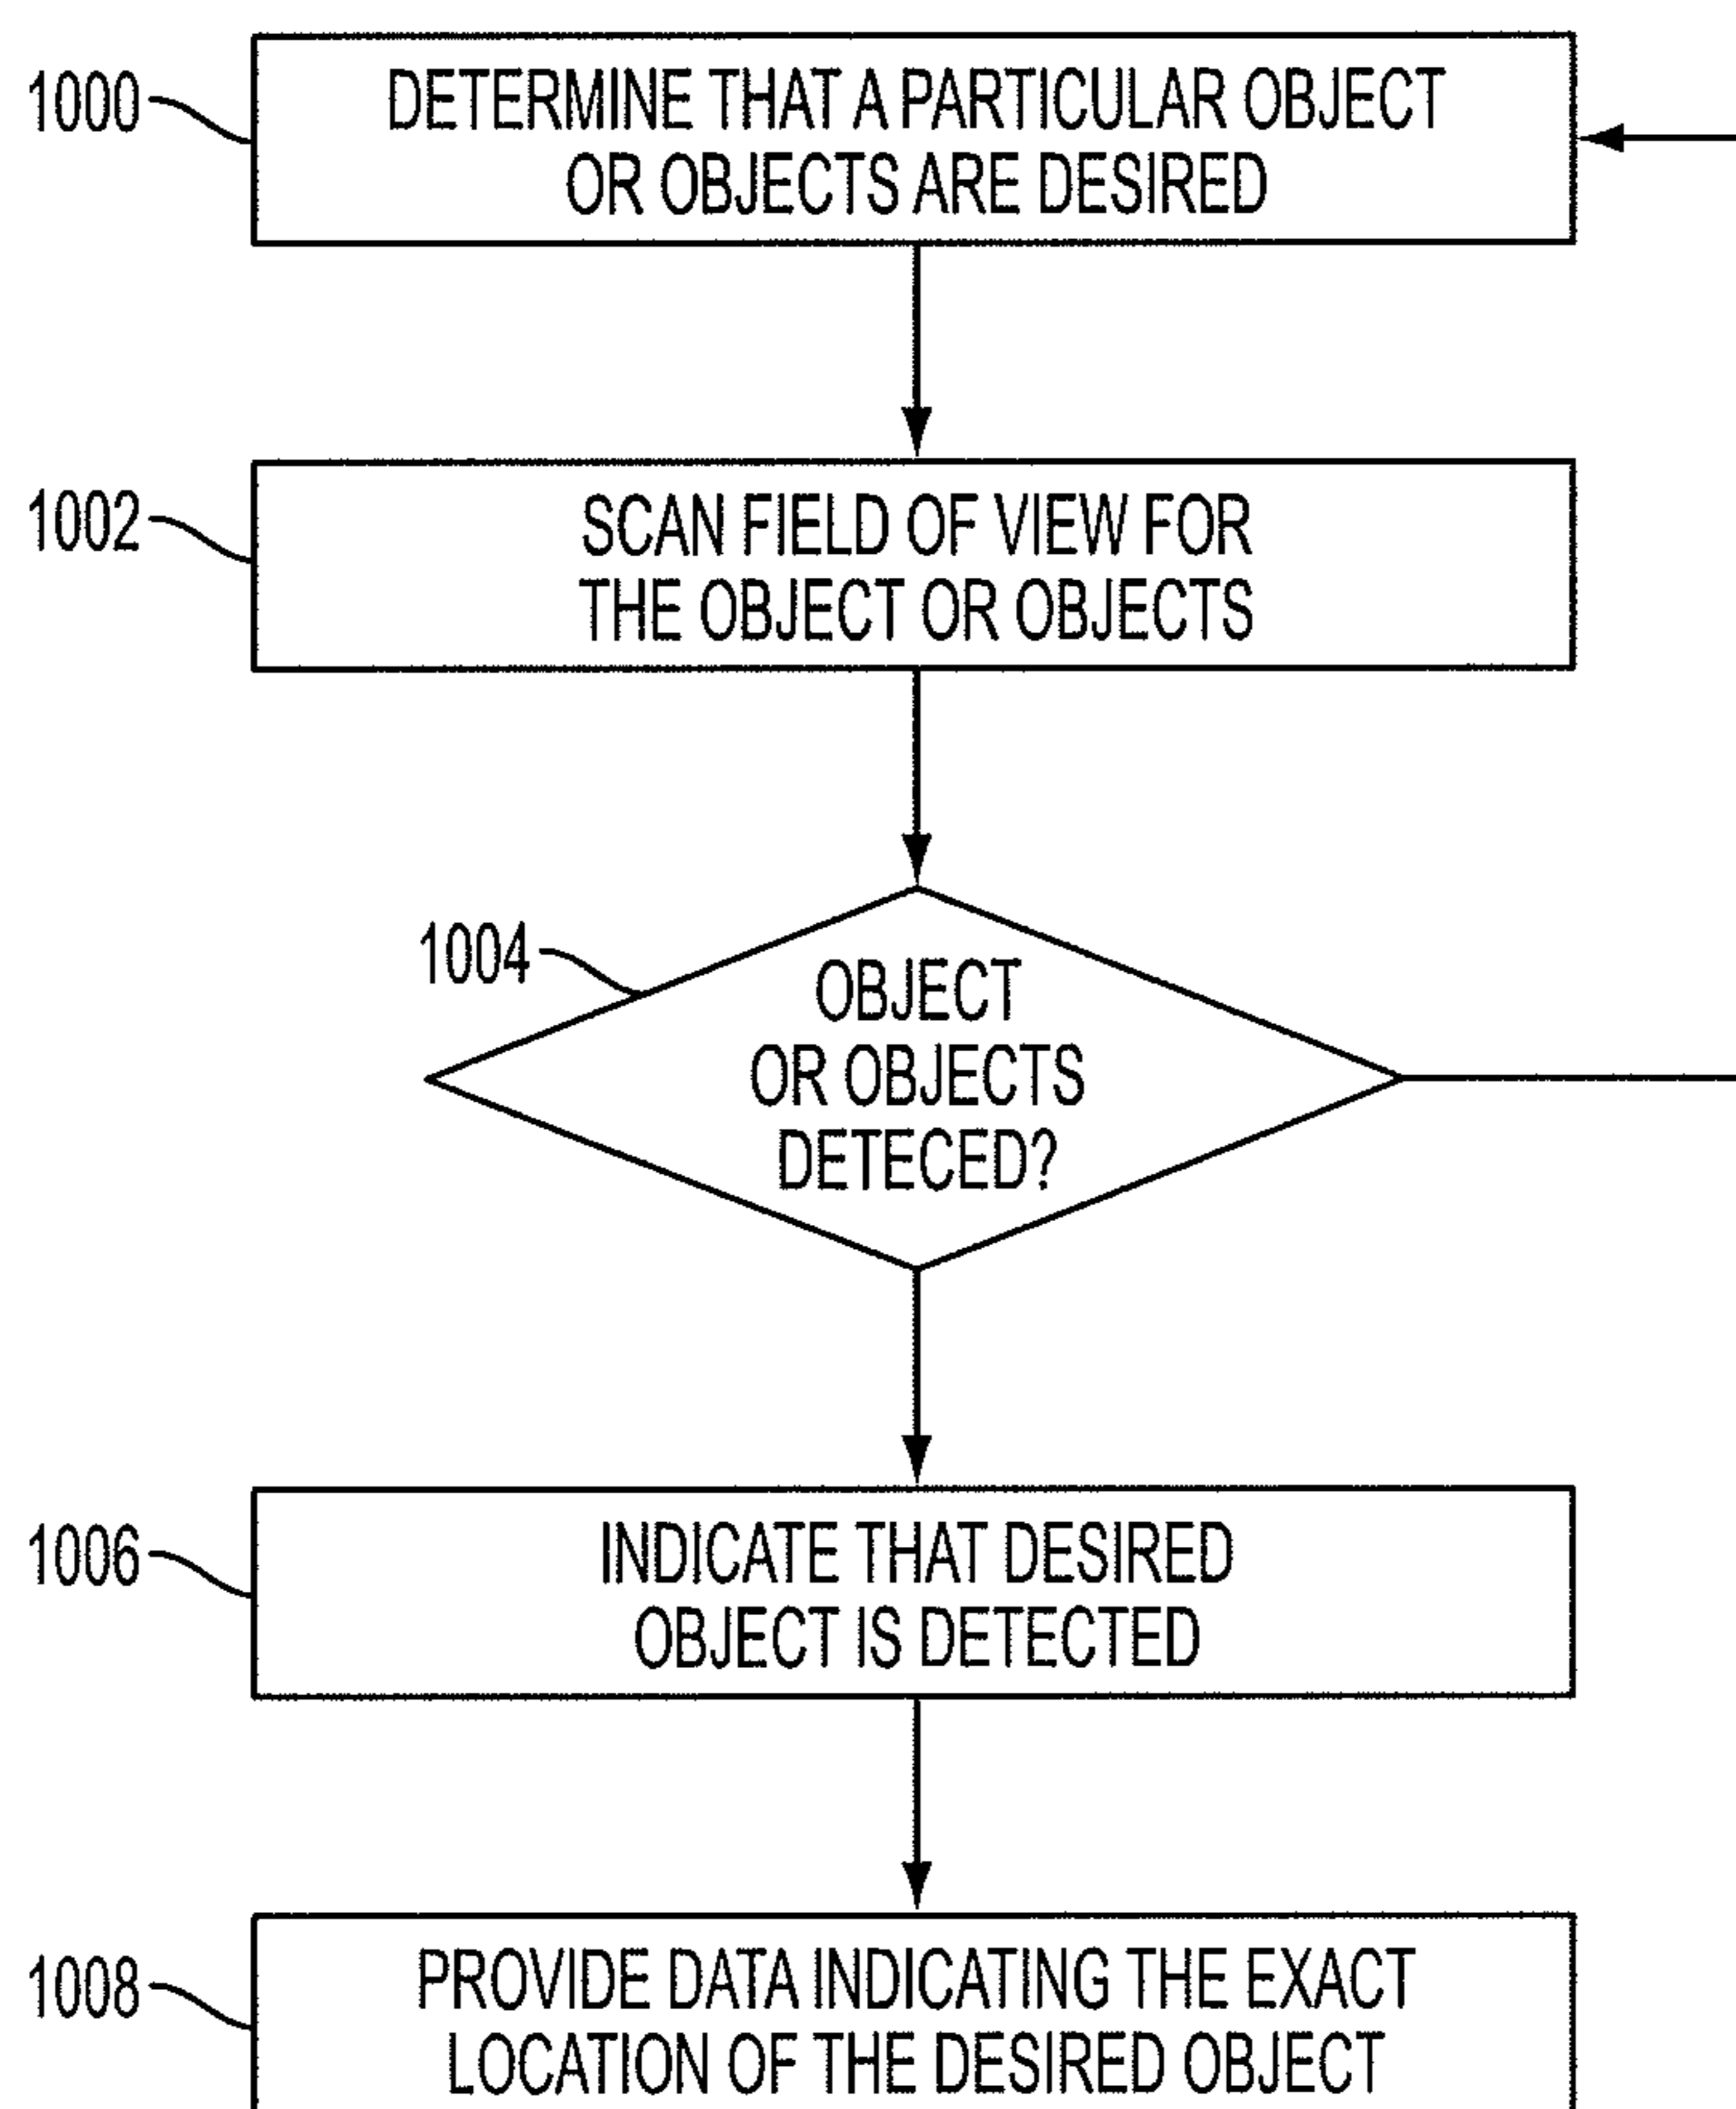 1000
DETERMINE THAT A PARTICULAR OBJECT
OR OBJECTS ARE DESIRED
1002
SCAN FIELD OF VIEW FOR
THE OBJECT OR OBJECTS
1004
OBJECT
OR OBJECTS
DETECED?
1006
INDICATE THAT DESIRED
OBJECT IS DETECTED
1008
PROVIDE DATA INDICATING THE EXACT
LOCATION OF THE DESIRED OBJECT